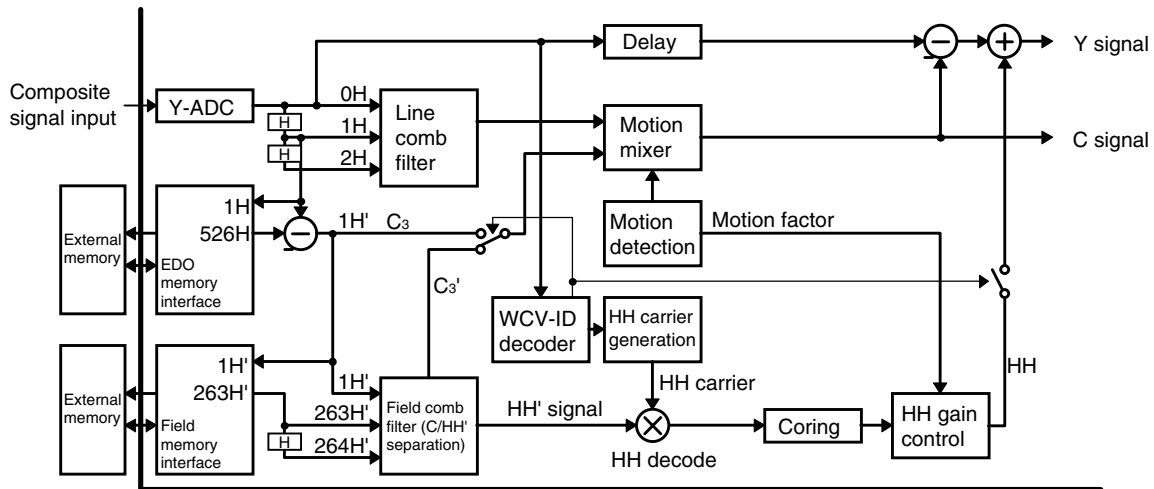 Delay
Y signal
Composite
signal input
Y-ADC
0H
H
1H
H
2H
Line
comb
filter
Motion
mixer
C signal
1H
526H
EDO
memory
interface
External
memory
1H' C3
Motion
detection
Motion factor
C3'
WCV-ID
decoder
HH carrier
generation
HH carrier
External
memory
1H'
263H'
Field
memory
interface
H
1H'
263H'
264H'
Field comb
filter (C/HH'
separation)
HH' signal
HH decode
Coring
HH gain
control
HH